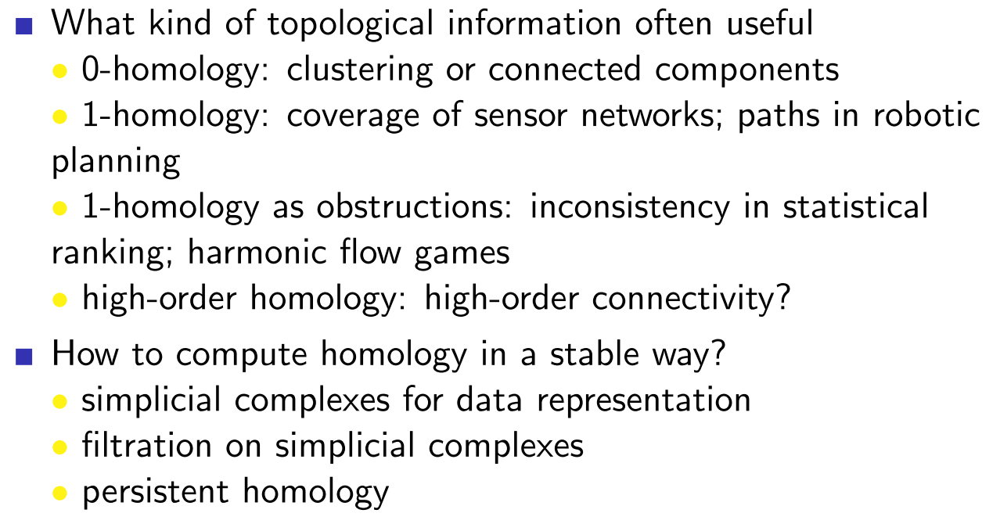 What kind of topological information often useful
• 0-homology: clustering or connected components
• 1-homology: coverage of sensor networks; paths in robotic
planning
• 1-homology as obstructions: inconsistency in statistical
ranking; harmonic flow games
• high-order homology: high-order connectivity?
How to compute homology in a stable way?
• simplicial complexes for data representation
• filtration on simplicial complexes
• persistent homology